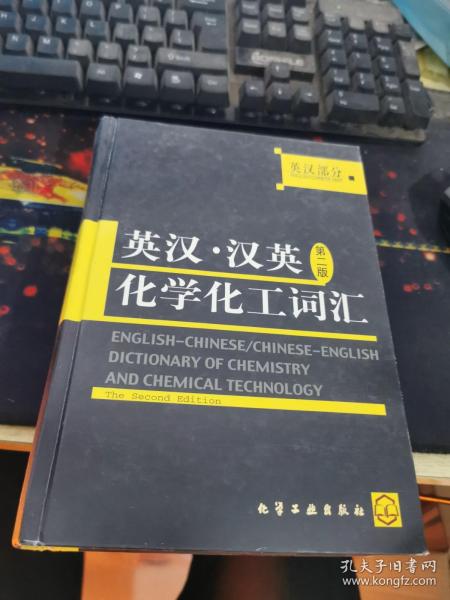 英汉部分
英汉·汉英
第二版
化学化工词汇
ENGLISH-CHINESE/CHINESE-ENGLISH
DICTIONARY OF CHEMISTRY
AND CHEMICAL TECHNOLOGY
The Second Edition
化学工业出版社
孔夫子旧书网
www.kongfz.com